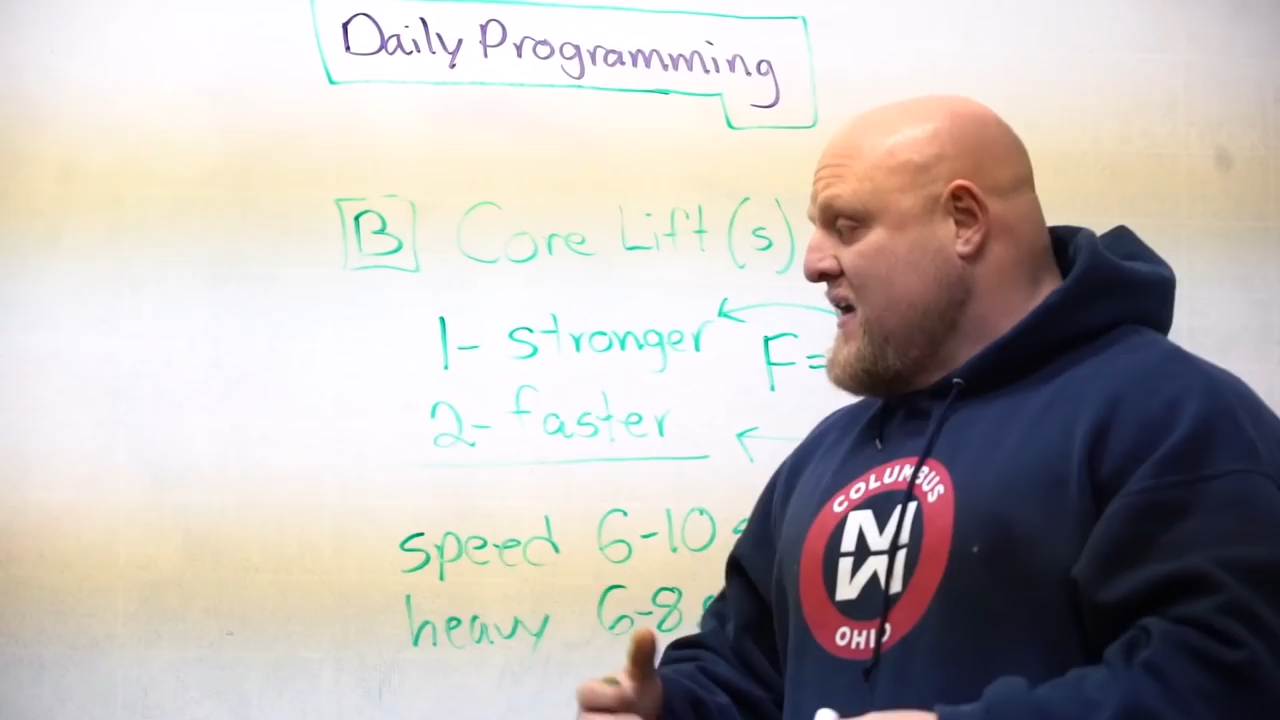 Daily Programming
B Core Lift(s)
1- stronger
F=
2- faster
speed 6-10
heavy 6-8
COLUMBUS
MW
OHIO